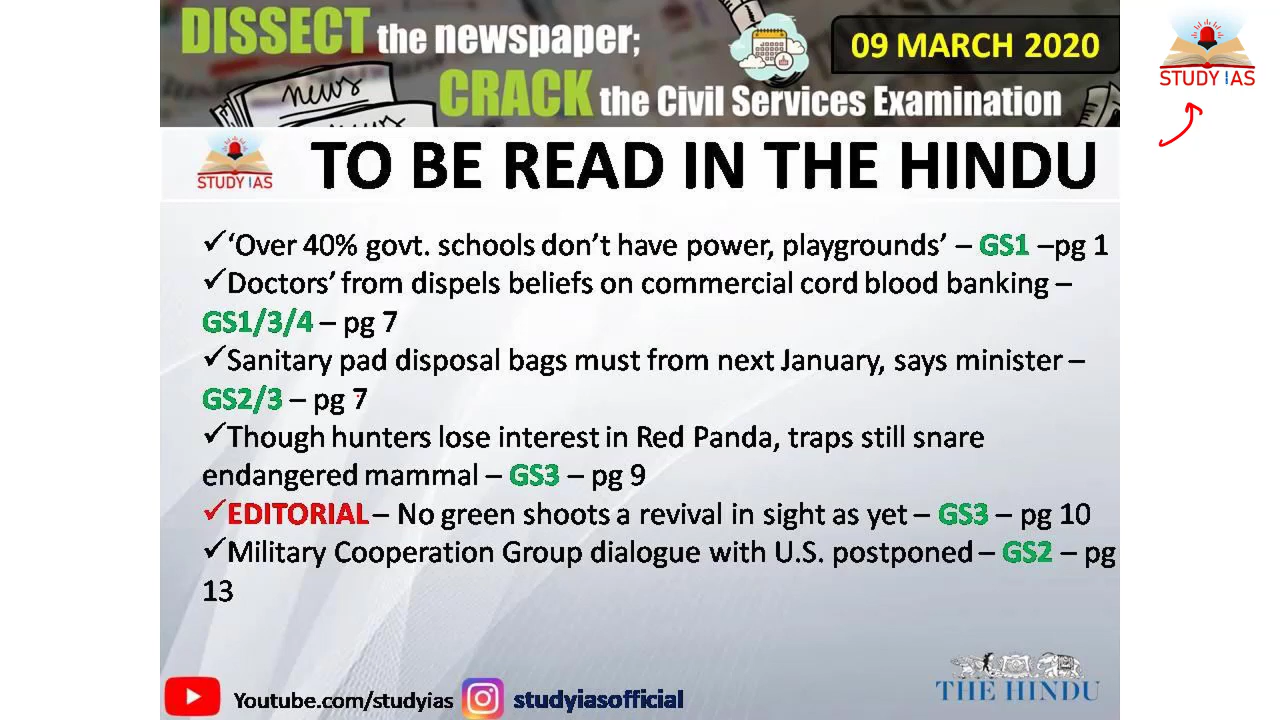 DISSECT the newspaper;
CRACK the Civil Services Examination
news
09 MARCH 2020
STUDY IAS
STUDY IAS
TO BE READ IN THE HINDU
✓‘Over 40% govt. schools don’t have power, playgrounds’ – GS1 –pg 1
✓Doctors’ from dispels beliefs on commercial cord blood banking –
GS1/3/4 – pg 7
✓Sanitary pad disposal bags must from next January, says minister –
GS2/3 – pg 7
✓Though hunters lose interest in Red Panda, traps still snare
endangered mammal – GS3 – pg 9
✓EDITORIAL – No green shoots a revival in sight as yet – GS3 – pg 10
✓Military Cooperation Group dialogue with U.S. postponed – GS2 – pg
13
Youtube.com/studyias
studyiasofficial
THE HINDU